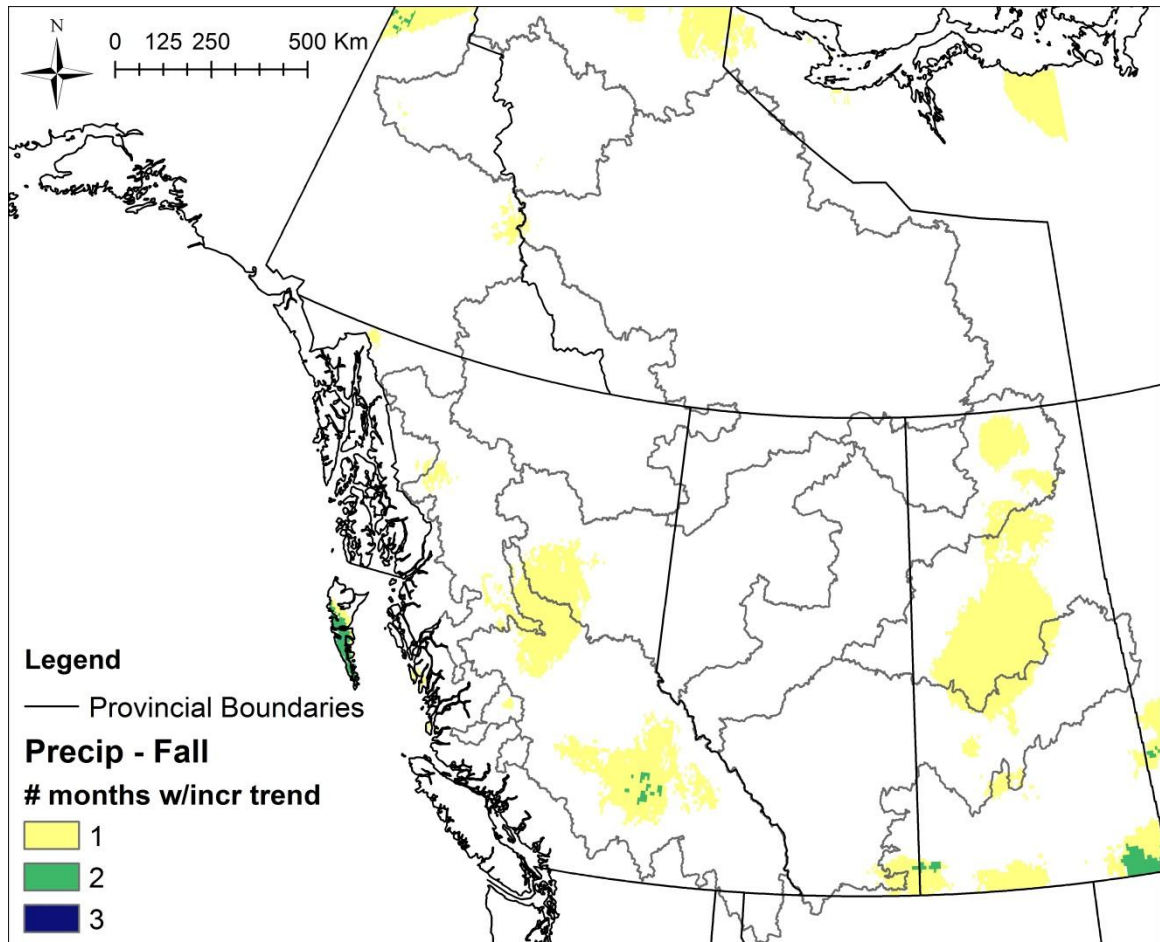 N
0 125 250 500 Km
Legend
Provincial Boundaries
Precip - Fall
# months w/incr trend
1
2
3